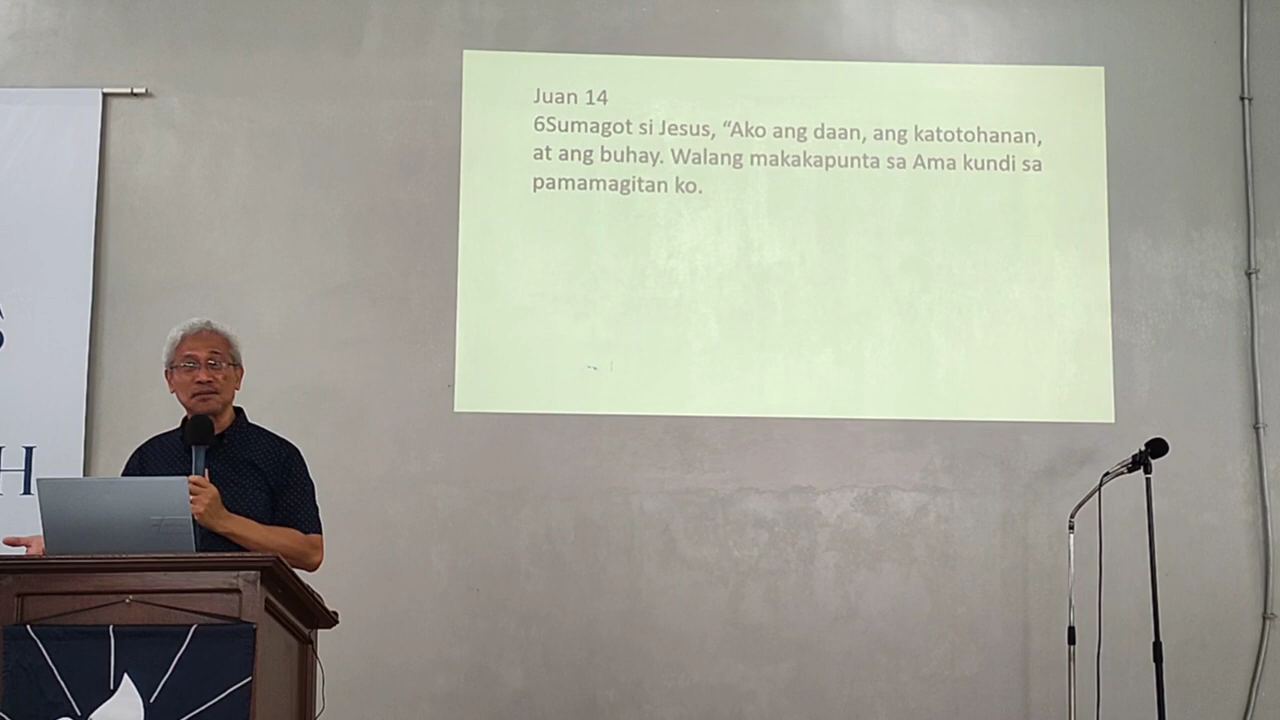 Juan 14
6Sumagot si Jesus, “Ako ang daan, ang katotohanan,
at ang buhay. Walang makakapunta sa Ama kundi sa
pamamagitan ko.
S
H